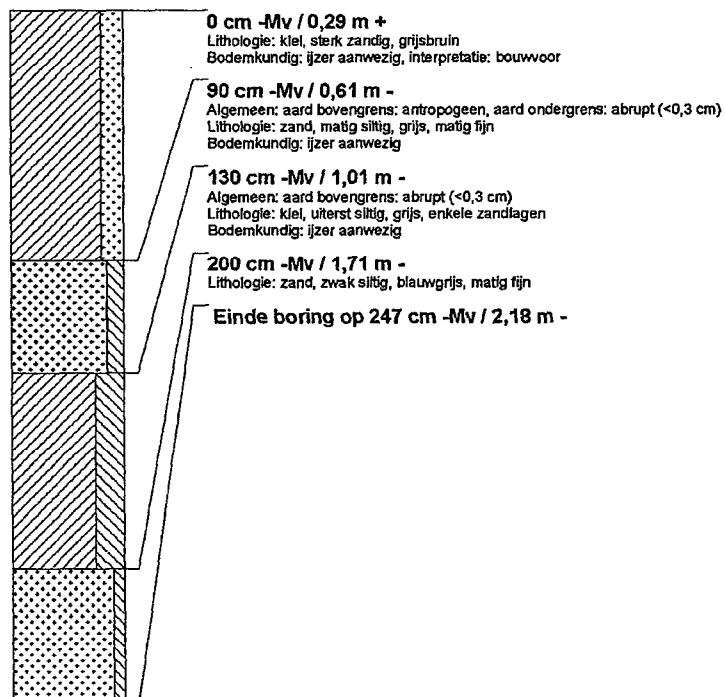 0 cm -Mv / 0,29 m +
Lithologie: klei, sterk zandig, grijsbruin
Bodemkundig: ijzer aanwezig, interpretatie: bouwvoor
90 cm -Mv / 0,61 m -
Algemeen: aard bovengrens: antropogeen, aard ondergrens: abrupt (<0,3 cm)
Lithologie: zand, matig siltig, grijs, matig fijn
Bodemkundig: ijzer aanwezig
130 cm -Mv / 1,01 m -
Algemeen: aard bovengrens: abrupt (<0,3 cm)
Lithologie: klei, uiterst siltig, grijs, enkele zandlagen
Bodemkundig: ijzer aanwezig
200 cm -Mv / 1,71 m -
Lithologie: zand, zwak siltig, blauwgrijs, matig fijn
Einde boring op 247 cm -Mv / 2,18 m -